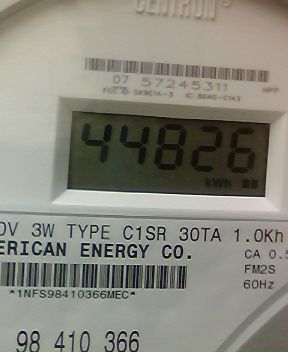 CENTRON®
07 57245311
44826
kWh
3W TYPE C1SR 30TA 1.0Kh
ERICAN ENERGY CO.
CA 0.5
FM2S
60Hz
*1NFS98410366MEC*
98 410 366